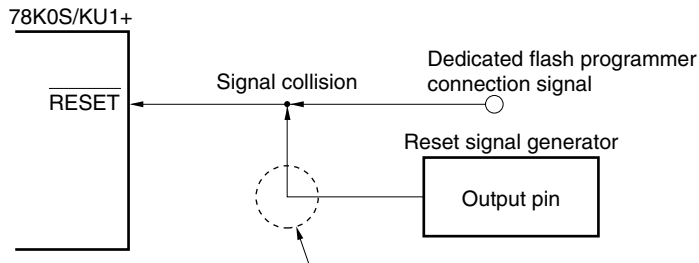 78K0S/KU1+
Dedicated flash programmer
connection signal
Signal collision
RESET
Reset signal generator
Output pin